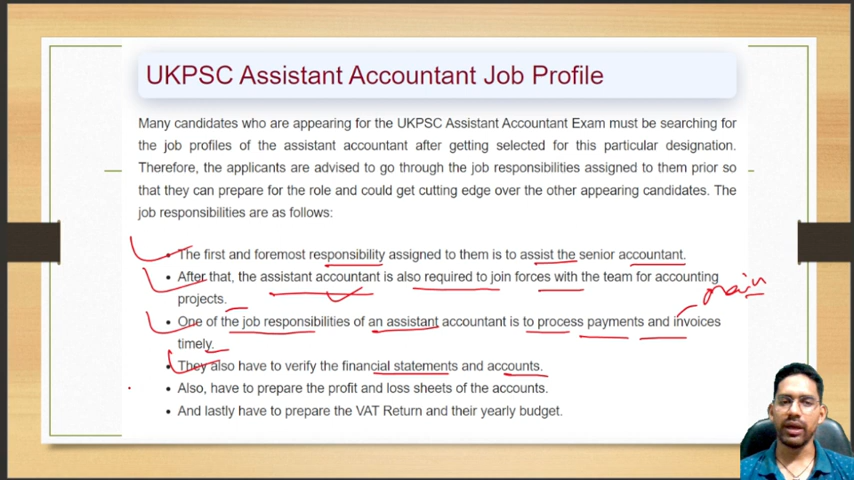 UKPSC Assistant Accountant Job Profile
Many candidates who are appearing for the UKPSC Assistant Accountant Exam must be searching for
the job profiles of the assistant accountant after getting selected for this particular designation.
Therefore, the applicants are advised to go through the job responsibilities assigned to them prior so
that they can prepare for the role and could get cutting edge over the other appearing candidates. The
job responsibilities are as follows:
• The first and foremost responsibility assigned to them is to assist the senior accountant.
• After that, the assistant accountant is also required to join forces with the team for accounting
projects.
main
• One of the job responsibilities of an assistant accountant is to process payments and invoices
timely.
• They also have to verify the financial statements and accounts.
• Also, have to prepare the profit and loss sheets of the accounts.
• And lastly have to prepare the VAT Return and their yearly budget.